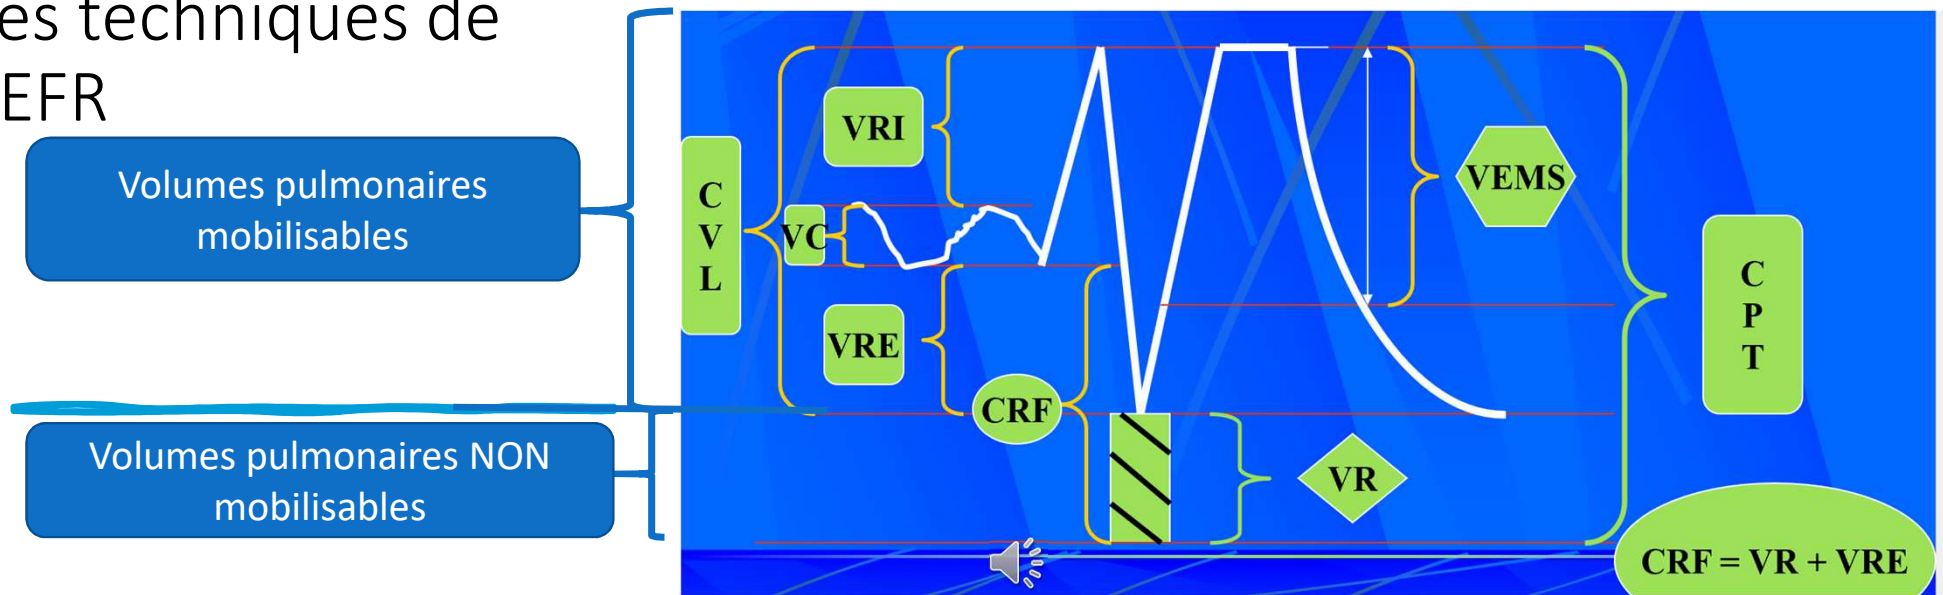 es techniques de
EFR
Volumes pulmonaires
mobilisables
Volumes pulmonaires NON
mobilisables
C
V
L
VRI
VC
VRE
CRF
VEMS
VR
C
P
T
CRF = VR + VRE